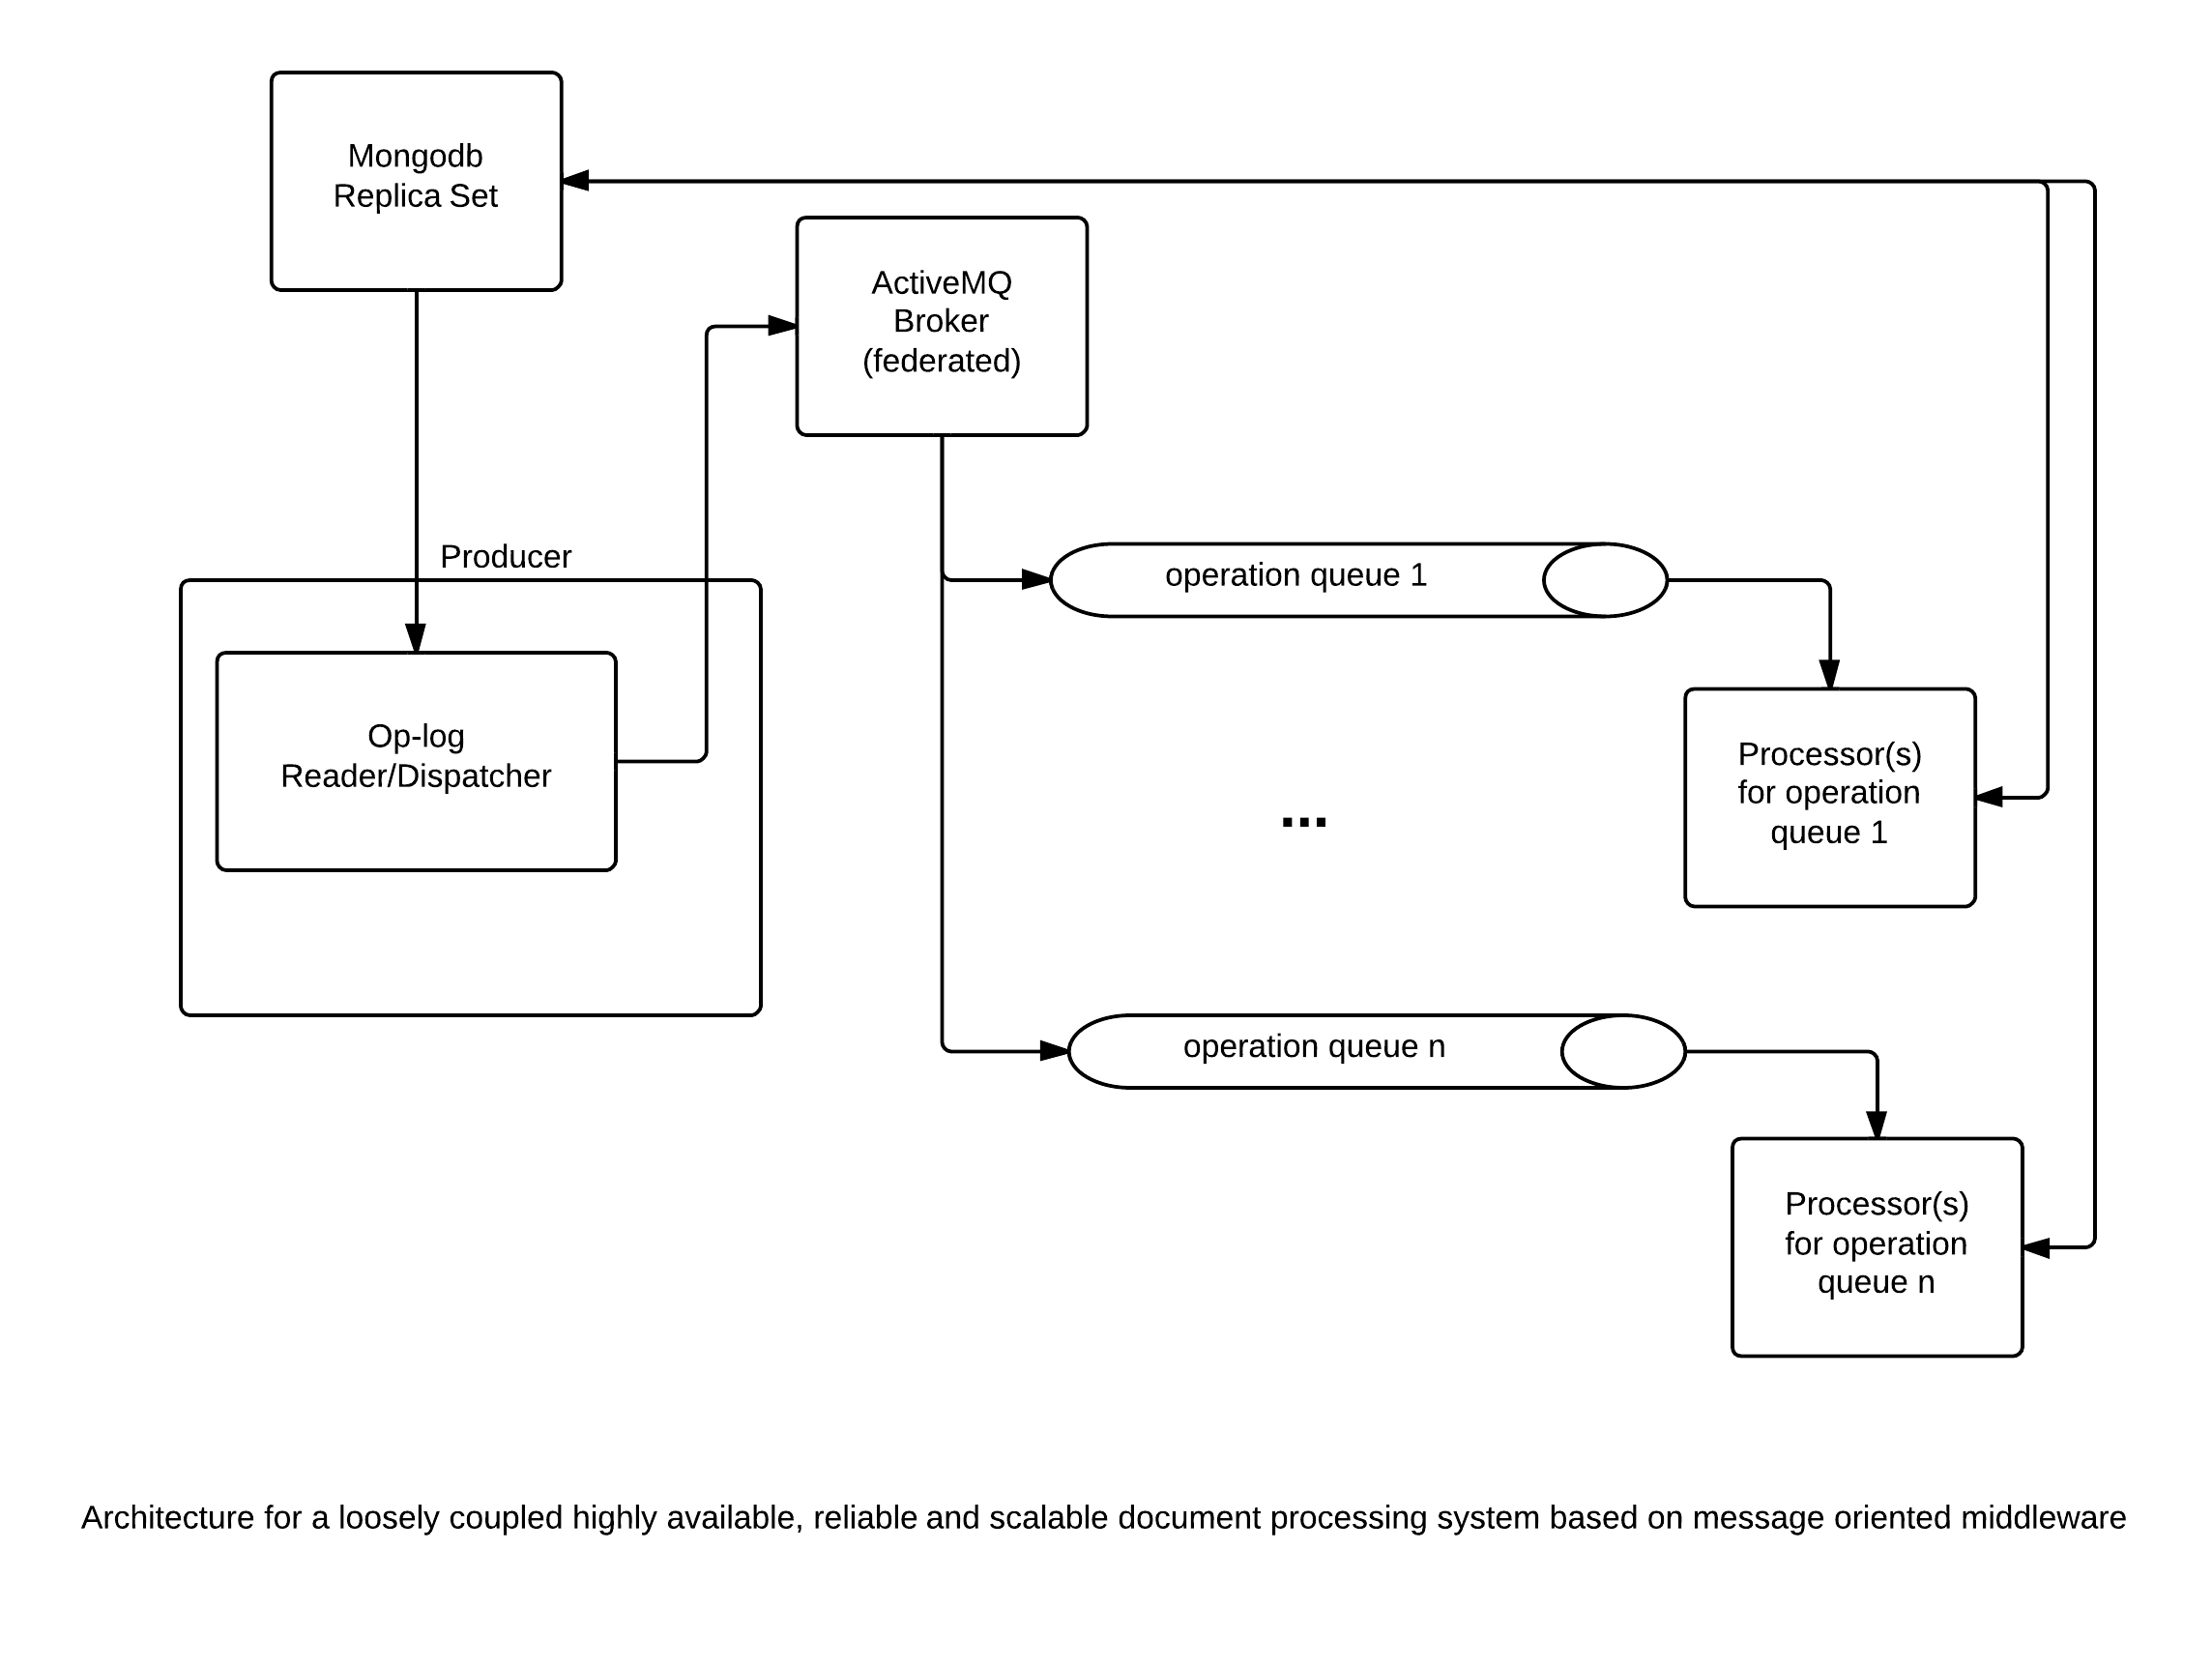 Mongodb
Replica Set
ActiveMQ
Broker
(federated)
Producer
operation queue 1
Op-log
Reader/Dispatcher
Processor(s)
for operation
queue 1
...
operation queue n
Processor(s)
for operation
queue n
Architecture for a loosely coupled highly available, reliable and scalable document processing system based on message oriented middleware